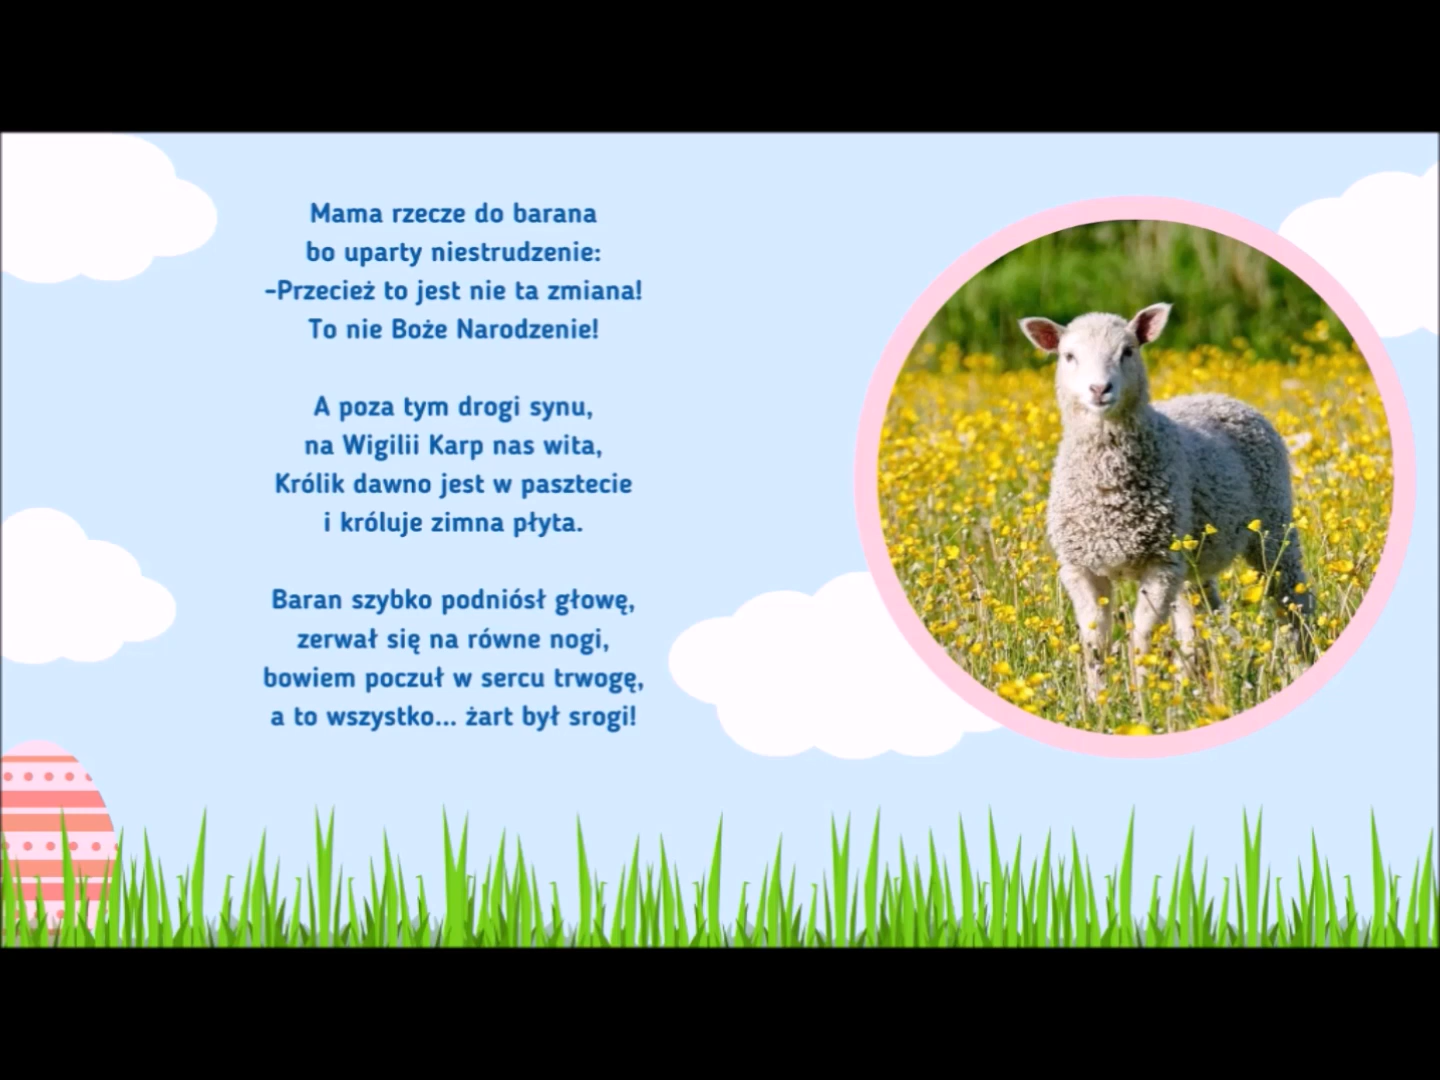 Mama rzecze do barana
bo uparty niestrudzenie:
-Przecież to jest nie ta zmiana!
To nie Boże Narodzenie!
A poza tym drogi synu,
na Wigilii Karp nas wita,
Królik dawno jest w pasztecie
i króluje zimna płyta.
Baran szybko podniósł głowę,
zerwał się na równe nogi,
bowiem poczuł w sercu trwogę,
a to wszystko... żart był srogi!